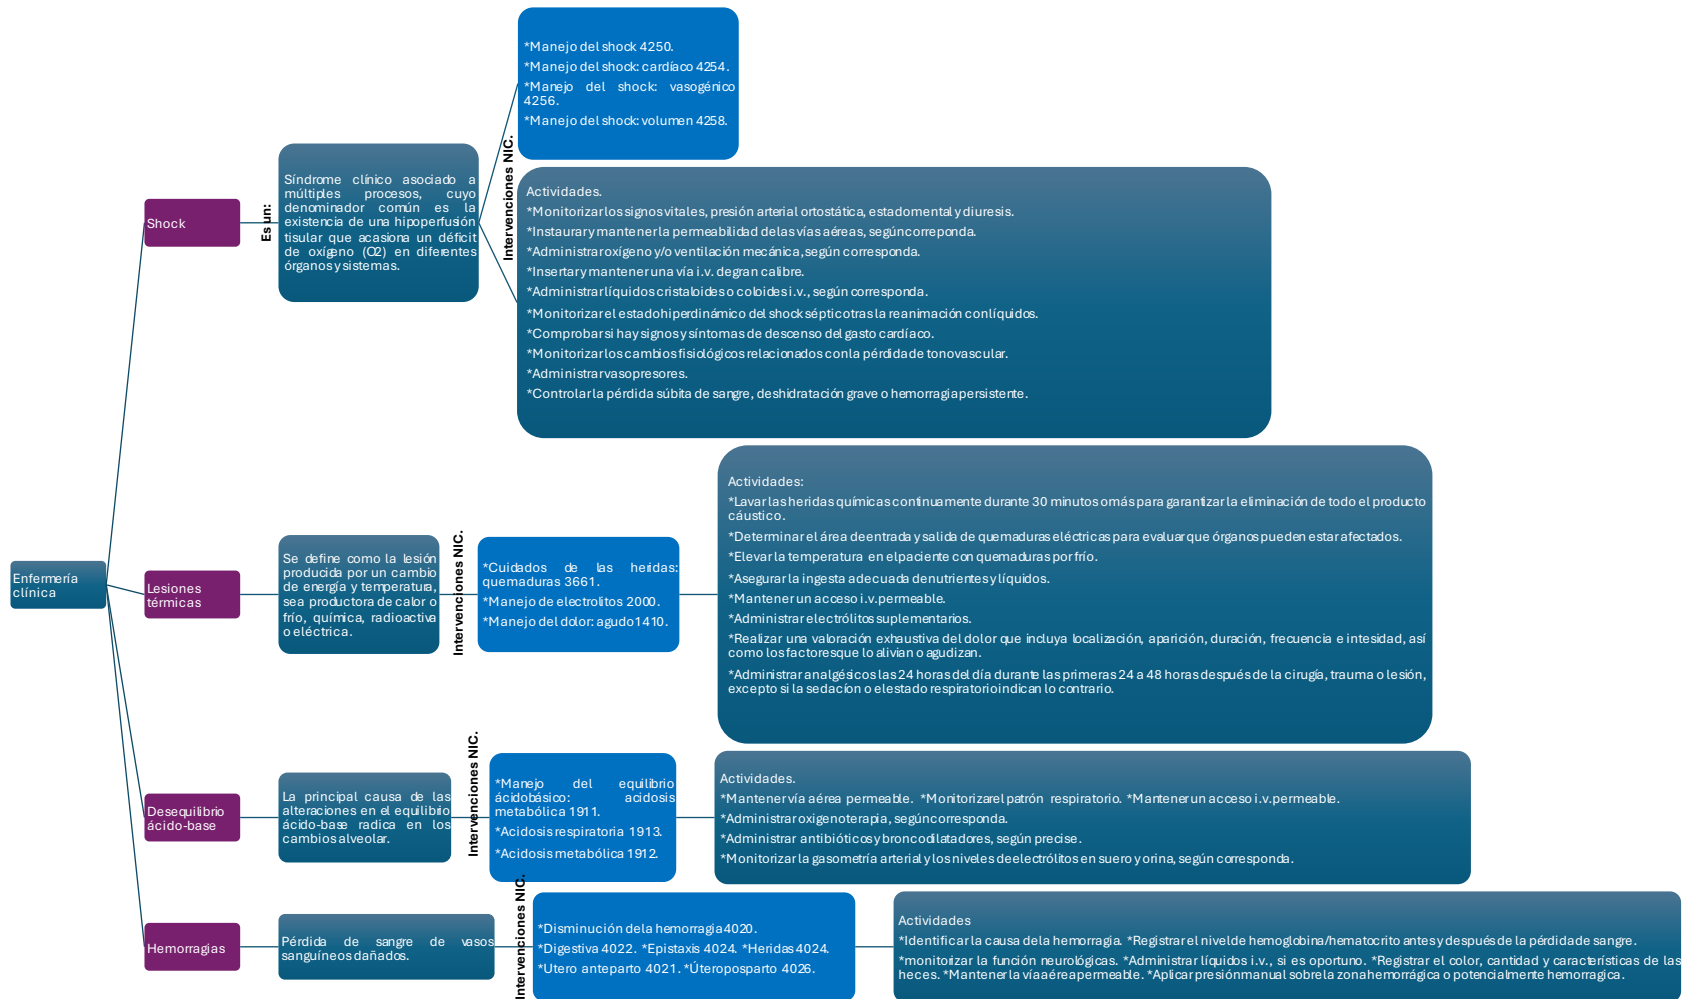 Enfermería
clínica
Shock
Es un:
Síndrome clínico asociado a
múltiples procesos, cuyo
denominador común es la
existencia de una hipoperfusión
tisular que acasiona un déficit
de oxígeno (O2) en diferentes
órganos y sistemas.
Intervenciones NIC.
*Manejo del shock 4250.
*Manejo del shock: cardíaco 4254.
*Manejo del shock: vasogénico
4256.
*Manejo del shock: volumen 4258.
Actividades.
*Monitorizar los signos vitales, presión arterial ortostática, estado mental y diuresis.
*Instaurar y mantener la permeabilidad de las vías aéreas, según correponda.
*Administrar oxígeno y/o ventilación mecánica, según corresponda.
*Insertar y mantener una vía i.v. de gran calibre.
*Administrar líquidos cristaloides o coloides i.v., según corresponda.
*Monitorizar el estado hiperdinámico del shock séptico tras la reanimación con líquidos.
*Comprobar si hay signos y síntomas de descenso del gasto cardíaco.
*Monitorizar los cambios fisiológicos relacionados con la pérdida de tono vascular.
*Administrar vasopresores.
*Controlar la pérdida súbita de sangre, deshidratación grave o hemorragia persistente.
Lesiones
térmicas
Se define como la lesión
producida por un cambio
de energía y temperatura,
sea productora de calor o
frío, química, radioactiva
o eléctrica.
Intervenciones NIC.
*Cuidados de las heridas:
quemaduras 3661.
*Manejo de electrolitos 2000.
*Manejo del dolor: agudo 1410.
Actividades:
*Lavar las heridas químicas continuamente durante 30 minutos o más para garantizar la eliminación de todo el producto
cáustico.
*Determinar el área de entrada y salida de quemaduras eléctricas para evaluar que órganos pueden estar afectados.
*Elevar la temperatura en el paciente con quemaduras por frío.
*Asegurar la ingesta adecuada de nutrientes y líquidos.
*Mantener un acceso i.v. permeable.
*Administrar electrólitos suplementarios.
*Realizar una valoración exhaustiva del dolor que incluya localización, aparición, duración, frecuencia e intesidad, así
como los factores que lo alivian o agudizan.
*Administrar analgésicos las 24 horas del día durante las primeras 24 a 48 horas después de la cirugía, trauma o lesión,
excepto si la sedacíon o el estado respiratorio indican lo contrario.
Desequilibrio
ácido-base
La principal causa de las
alteraciones en el equilibrio
ácido-base radica en los
cambios alveolar.
Intervenciones NIC.
*Manejo del equilibrio
ácidobásico: acidosis
metabólica 1911.
*Acidosis respiratoria 1913.
*Acidosis metabólica 1912.
Actividades.
*Mantener vía aérea permeable. *Monitorizar el patrón respiratorio. *Mantener un acceso i.v. permeable.
*Administrar oxigenoterapia, según corresponda.
*Administrar antibióticos y broncodilatadores, según precise.
*Monitorizar la gasometría arterial y los niveles de electrólitos en suero y orina, según corresponda.
Hemorragias
Pérdida de sangre de vasos
sanguíneos dañados.
Intervenciones NIC.
*Disminución de la hemorragia 4020.
*Digestiva 4022. *Epistaxis 4024. *Heridas 4024.
*Utero anteparto 4021. *Útero posparto 4026.
Actividades
*Identificar la causa de la hemorragia. *Registrar el nivel de hemoglobina/hematocrito antes y después de la pérdida de sangre.
*monitorizar la función neurológicas. *Administrar líquidos i.v., si es oportuno. *Registrar el color, cantidad y características de las
heces. *Mantener la vía aérea permeable. *Aplicar presión manual sobre la zona hemorrágica o potencialmente hemorragica.